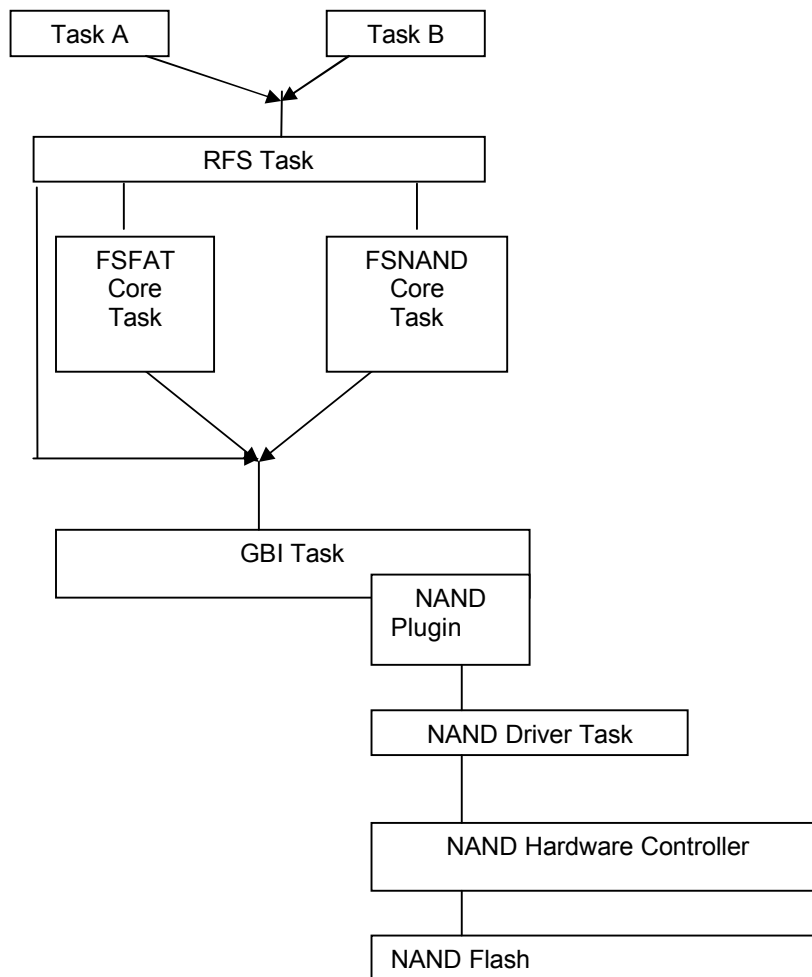 Task A
Task B
RFS Task
FSFAT
Core
Task
FSNAND
Core
Task
GBI Task
NAND
Plugin
NAND Driver Task
NAND Hardware Controller
NAND Flash